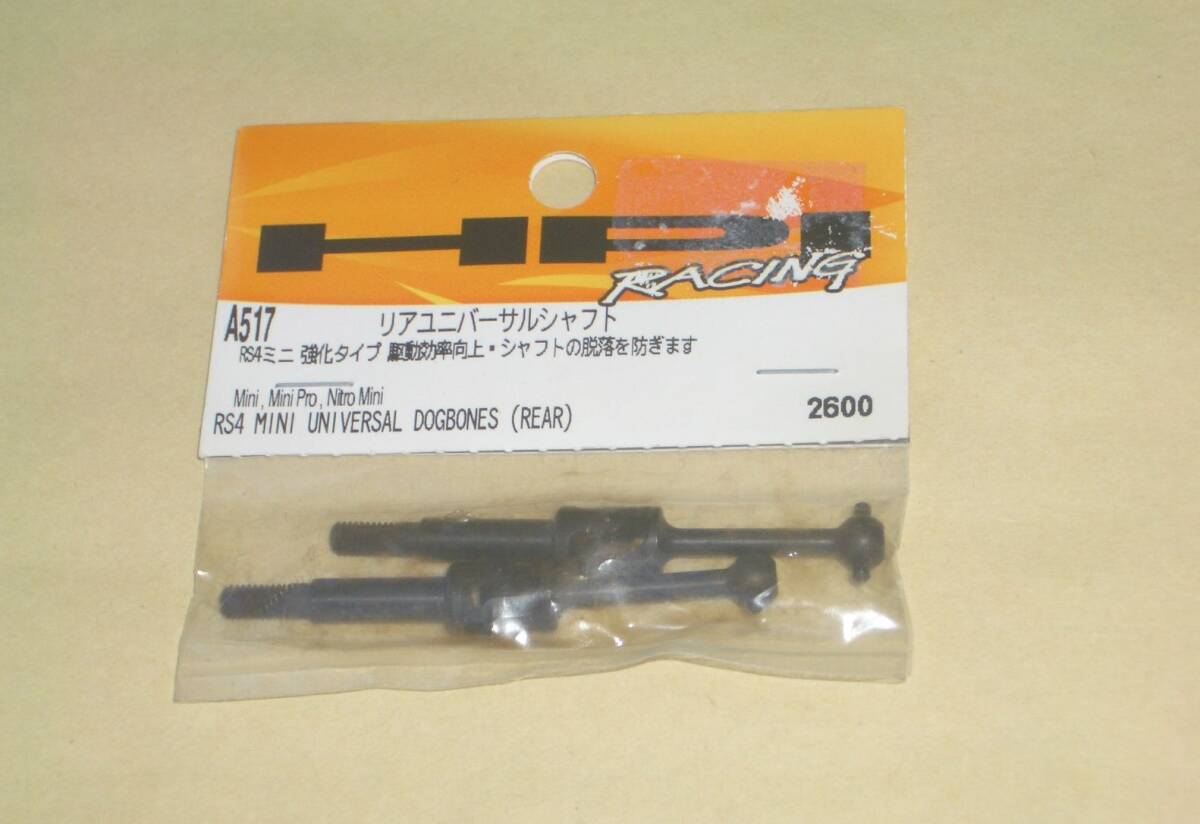 HPI
RACING
A517 リアユニバーサルシャフト
RS4ミニ 強化タイプ 駆動効率向上・シャフトの脱落を防ぎます
Mini, Mini Pro, Nitro Mini
RS4 MINI UNIVERSAL DOGBONES (REAR)
2600